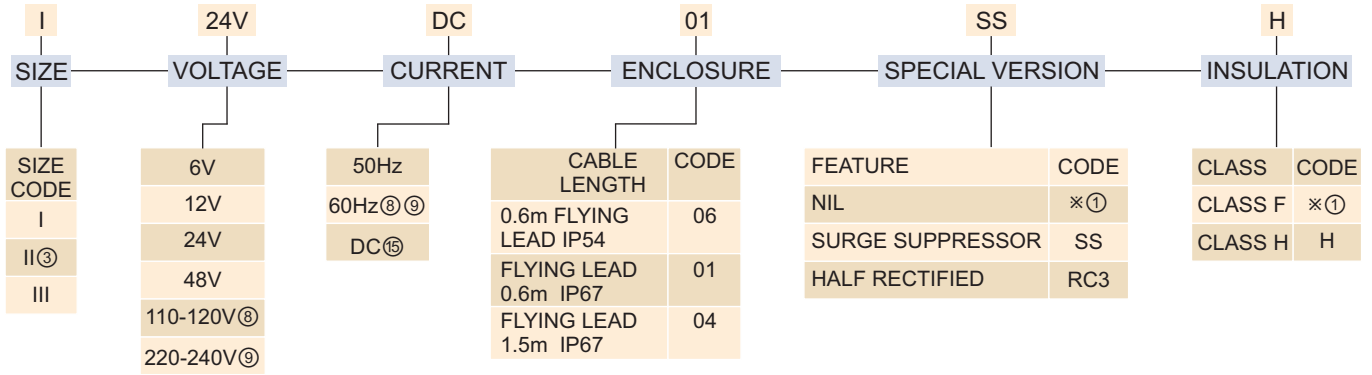 I 24V DC 01 SS H
SIZE VOLTAGE CURRENT ENCLOSURE SPECIAL VERSION INSULATION
SIZE
CODE
I
II③
III
6V
12V
24V
48V
110-120V⑧
220-240V⑨
50Hz
60Hz⑧⑨
DC⑮
CABLE
LENGTH
CODE
0.6m FLYING
LEAD IP54
06
FLYING LEAD
0.6m IP67
01
FLYING LEAD
1.5m IP67
04
FEATURE CODE
NIL ※①
SURGE SUPPRESSOR SS
HALF RECTIFIED RC3
CLASS CODE
CLASS F ※①
CLASS H H